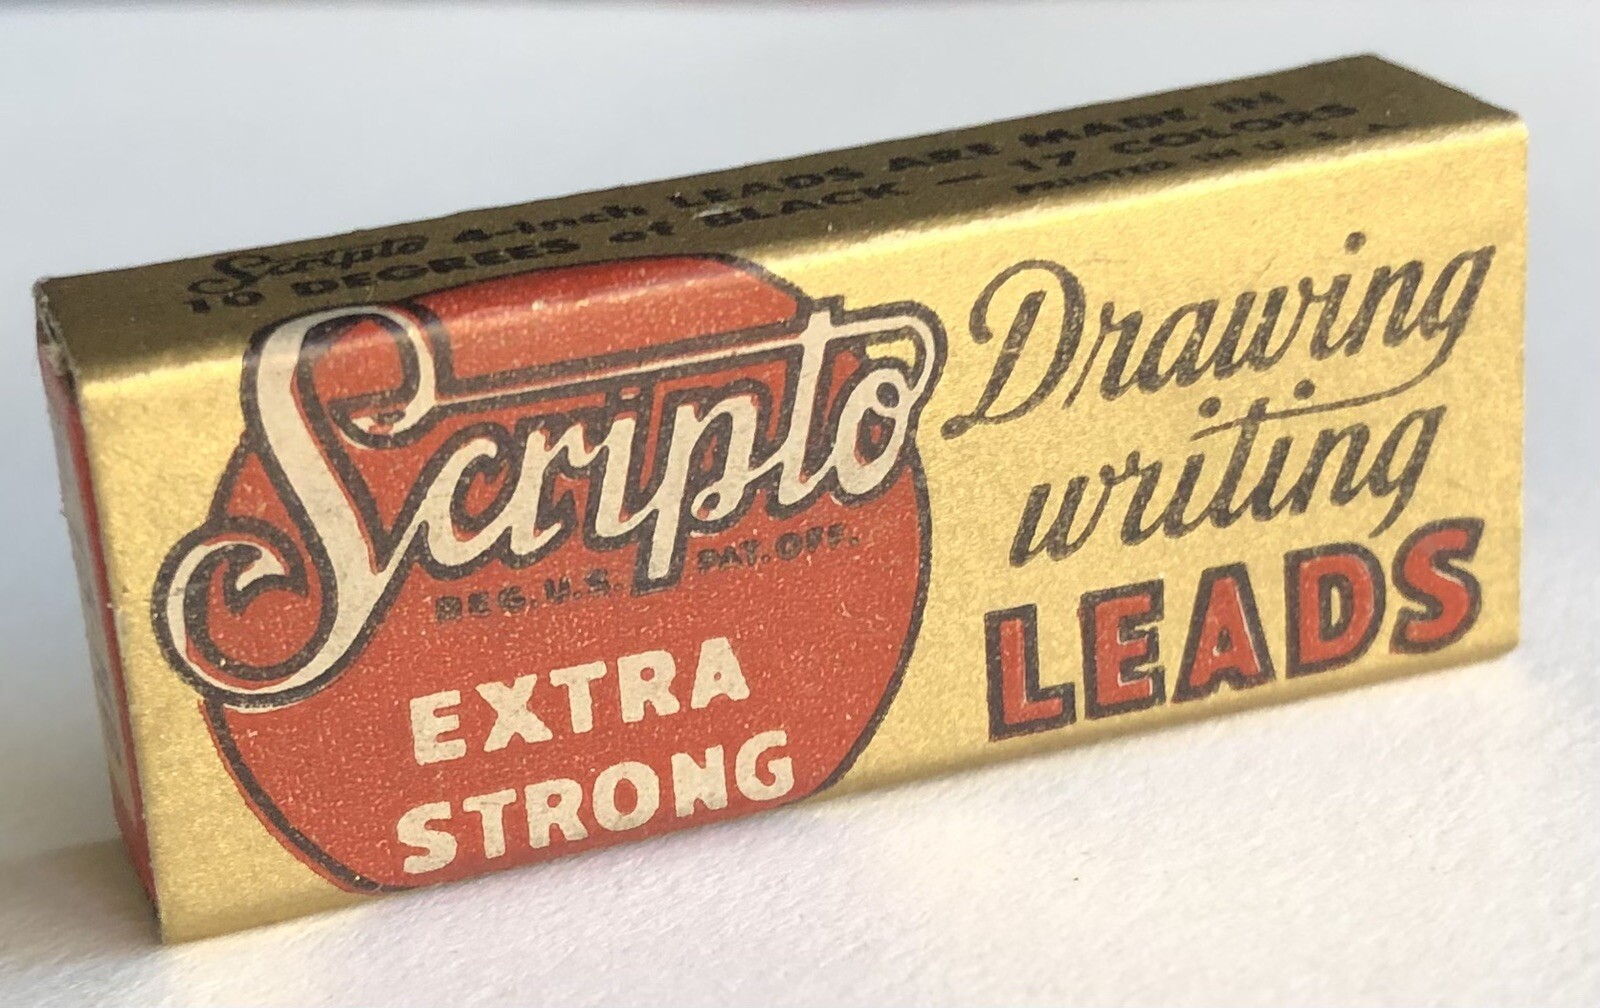 Scripto 4-inch LEADS ARE MADE IN
10 DEGREES of BLACK — 17 COLORS
PRINTED IN U.S.A.
Scripto
REG. U.S. PAT. OFF.
EXTRA
STRONG
Drawing
writing
LEADS